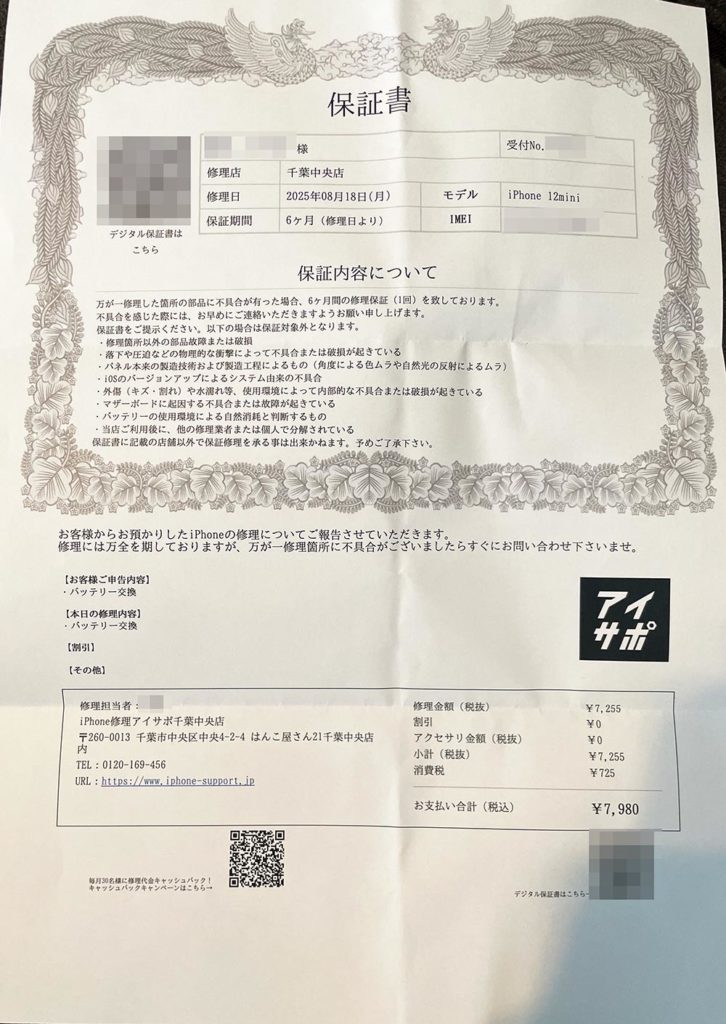 保証書
様
受付No.
修理店 千葉中央店
修理日 2025年08月18日(月) モデル iPhone 12mini
保証期間 6ヶ月（修理日より） IMEI
デジタル保証書は
こちら
保証内容について
万が一修理した箇所の部品に不具合が有った場合、6ヶ月間の修理保証（1回）を致しております。
不具合を感じた際には、お早めにご連絡いただきますようお願い申し上げます。
保証書をご提示ください。以下の場合は保証対象外となります。
・修理箇所以外の部品故障または破損
・落下や圧迫などの物理的な衝撃によって不具合または破損が起きている
・パネル本来の製造技術および製造工程によるもの（角度による色ムラや自然光の反射によるムラ）
・iOSのバージョンアップによるシステム由来の不具合
・外傷（キズ・割れ）や水濡れ等、使用環境によって内部的な不具合または破損が起きている
・マザーボードに起因する不具合または故障が起きている
・バッテリーの使用環境による自然消耗と判断するもの
・当店ご利用後に、他の修理業者または個人で分解されている
保証書に記載の店舗以外で保証修理を承る事は出来かねます。予めご了承下さい。
お客様からお預かりしたiPhoneの修理についてご報告させていただきます。
修理には万全を期しておりますが、万が一修理箇所に不具合がございましたらすぐにお問い合わせ下さいませ。
【お客様ご申告内容】
・バッテリー交換
【本日の修理内容】
・バッテリー交換
【割引】
【その他】
アイ
サポ
修理担当者：
iPhone修理アイサポ千葉中央店
〒260-0013 千葉市中央区中央4-2-4 はんこ屋さん21千葉中央店
内
TEL：0120-169-456
URL：https://www.iphone-support.jp
修理金額（税抜） ¥7,255
割引 ¥0
アクセサリ金額（税抜） ¥0
小計（税抜） ¥7,255
消費税 ¥725
お支払い合計（税込） ¥7,980
毎月30名様に修理代金キャッシュバック！
キャッシュバックキャンペーンはこちら→
デジタル保証書はこちら→